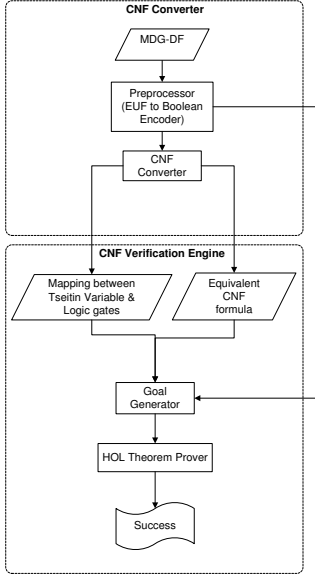 CNF Converter
MDG-DF
Preprocessor
(EUF to Boolean
Encoder)
CNF
Converter
CNF Verification Engine
Mapping between
Tseitin Variable &
Logic gates
Equivalent
CNF
formula
Goal
Generator
HOL Theorem Prover
Success